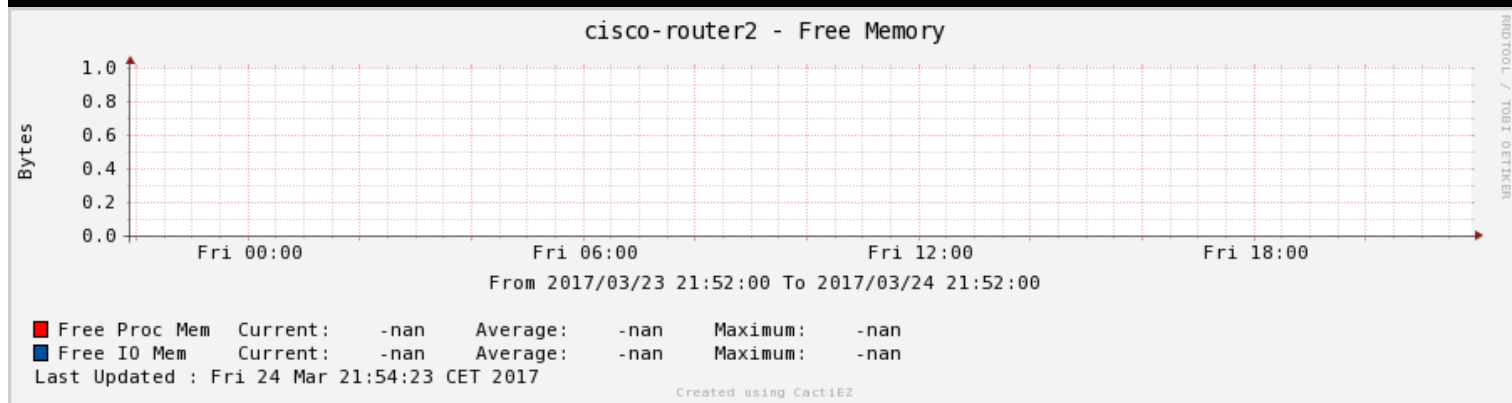 cisco-router2 - Free Memory
RRDTOOL / TOBI OETIKER
Bytes
1.0
0.8
0.6
0.4
0.2
0.0
Fri 00:00 Fri 06:00 Fri 12:00 Fri 18:00
From 2017/03/23 21:52:00 To 2017/03/24 21:52:00
Free Proc Mem Current: -nan Average: -nan Maximum: -nan
Free IO Mem Current: -nan Average: -nan Maximum: -nan
Last Updated : Fri 24 Mar 21:54:23 CET 2017
Created using CactiEZ